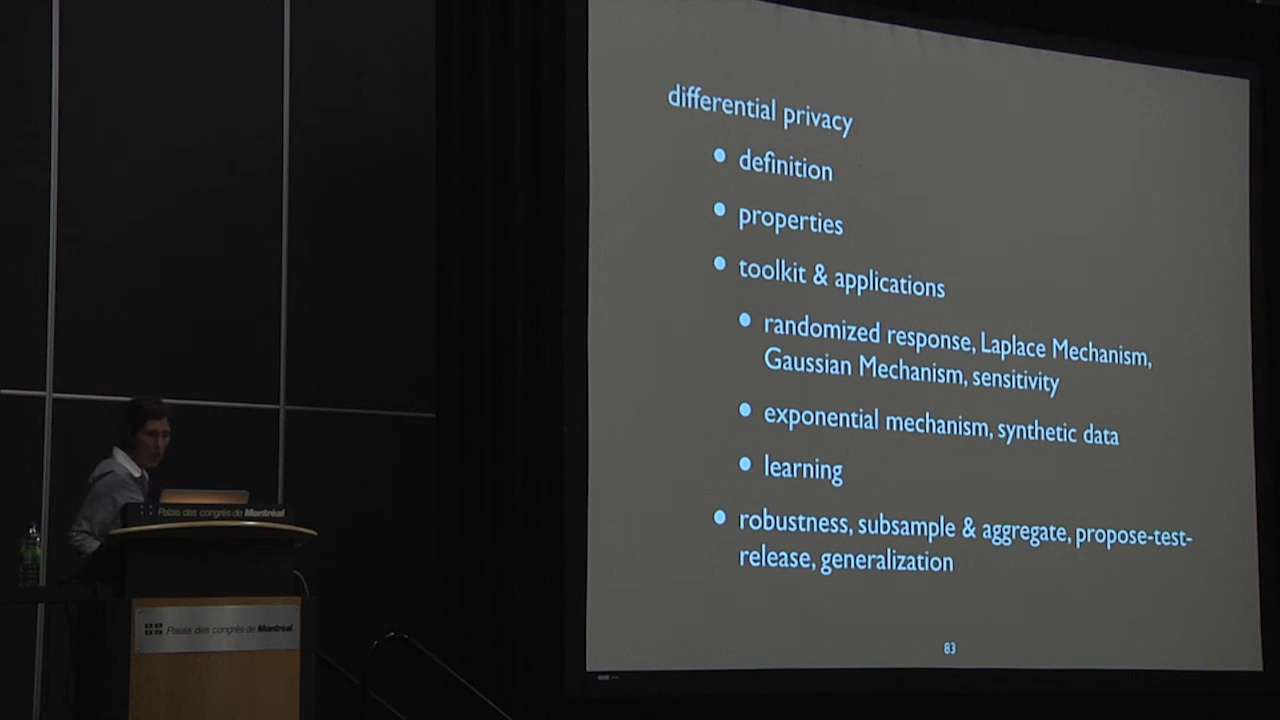 differential privacy
• definition
• properties
• toolkit & applications
• randomized response, Laplace Mechanism,
Gaussian Mechanism, sensitivity
• exponential mechanism, synthetic data
• learning
• robustness, subsample & aggregate, propose-test-
release, generalization
83
Palais des congrès de Montréal
Palais des congrès de Montréal